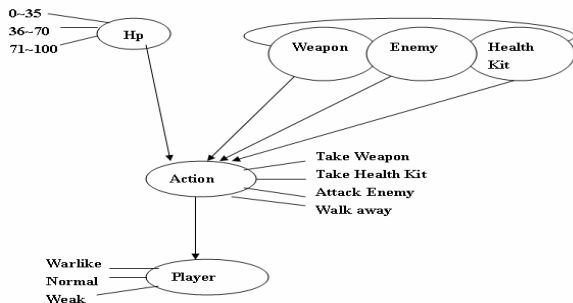 0~35
36~70
71~100
Hp
Weapon
Enemy
Health
Kit
Action
Take Weapon
Take Health Kit
Attack Enemy
Walk away
Warlike
Normal
Weak
Player